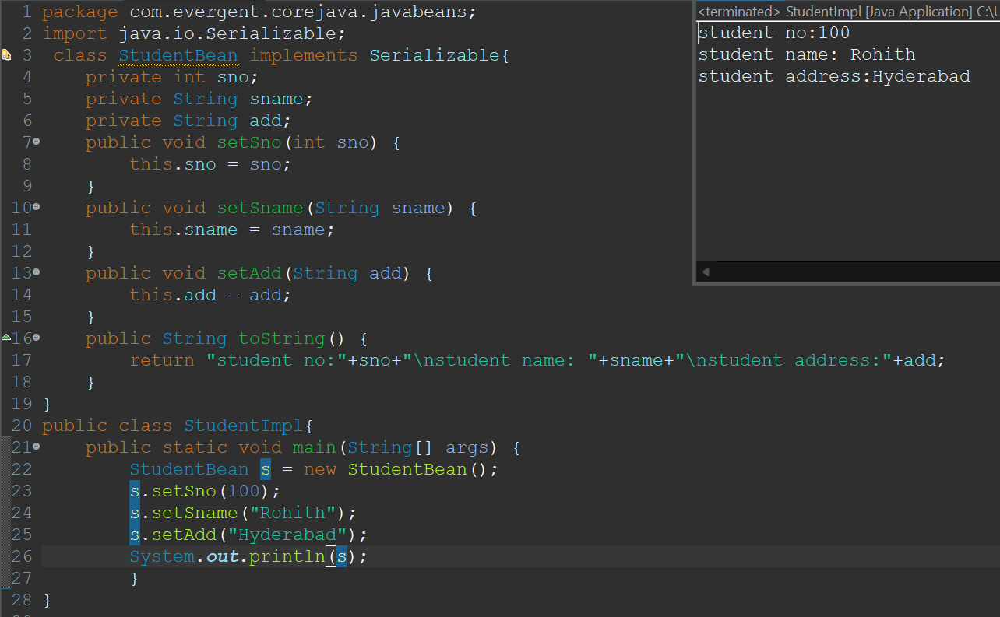 1 package com.evergent.corejava.javabeans;
2 import java.io.Serializable;
3 class StudentBean implements Serializable{
4 private int sno;
5 private String sname;
6 private String add;
7 public void setSno(int sno) {
8 this.sno = sno;
9 }
10 public void setSname(String sname) {
11 this.sname = sname;
12 }
13 public void setAdd(String add) {
14 this.add = add;
15 }
16 public String toString() {
17 return "student no:"+sno+"\nstudent name: "+sname+"\nstudent address:"+add;
18 }
19 }
20 public class StudentImpl{
21 public static void main(String[] args) {
22 StudentBean s = new StudentBean();
23 s.setSno(100);
24 s.setSname("Rohith");
25 s.setAdd("Hyderabad");
26 System.out.println(s);
27 }
28 }
<terminated> StudentImpl [Java Application] C:\
student no:100
student name: Rohith
student address:Hyderabad